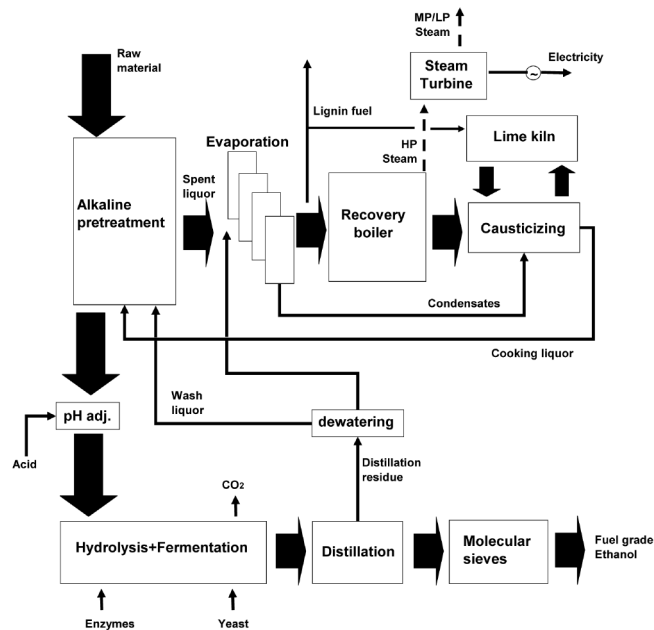 MP/LP
Steam
Raw
material
Steam
Turbine
~
Electricity
Lignin fuel
Lime kiln
HP
Steam
Evaporation
Spent
liquor
Alkaline
pretreatment
Recovery
boiler
Causticizing
Condensates
Cooking liquor
Wash
liquor
pH adj.
dewatering
Acid
Distillation
residue
CO2
Hydrolysis+Fermentation
Distillation
Molecular
sieves
Fuel grade
Ethanol
Enzymes
Yeast